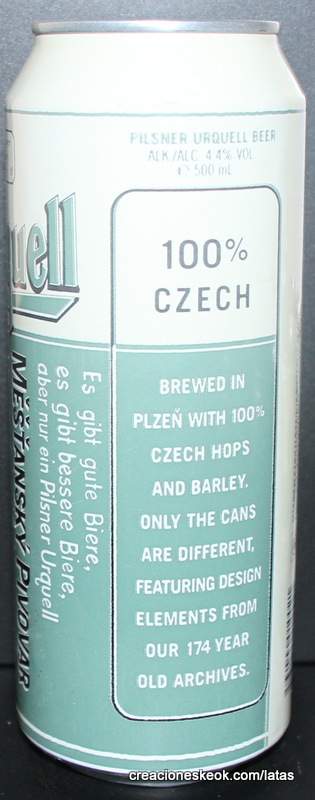 PILSNER URQUELL BEER
ALK./ALC. 4.4% VOL
℮ 500 mL
uell
100%
CZECH
BREWED IN
PLZEŇ WITH 100%
CZECH HOPS
AND BARLEY.
ONLY THE CANS
ARE DIFFERENT,
FEATURING DESIGN
ELEMENTS FROM
OUR 174 YEAR
OLD ARCHIVES.
Es gibt gute Biere,
es gibt bessere Biere,
aber nur ein Pilsner Urquell
MĚŠŤANSKÝ PIVOVAR
creacioneskeok.com/latas